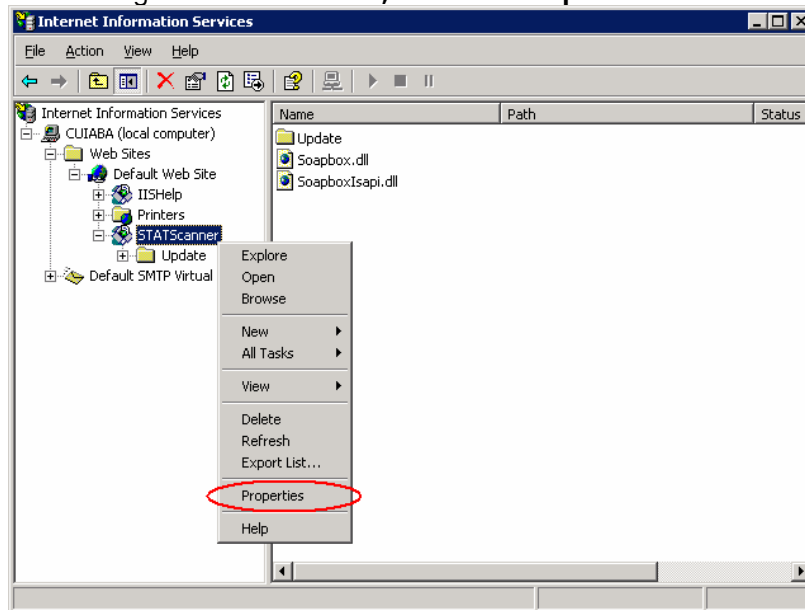 Internet Information Services
File Action View Help
Internet Information Services
CUIABA (local computer)
Web Sites
Default Web Site
IISHelp
Printers
STATScanner
Update
Default SMTP Virtual
Name Path Status
Update
Soapbox.dll
SoapboxIsapi.dll
Explore
Open
Browse
New
All Tasks
View
Delete
Refresh
Export List...
Properties
Help